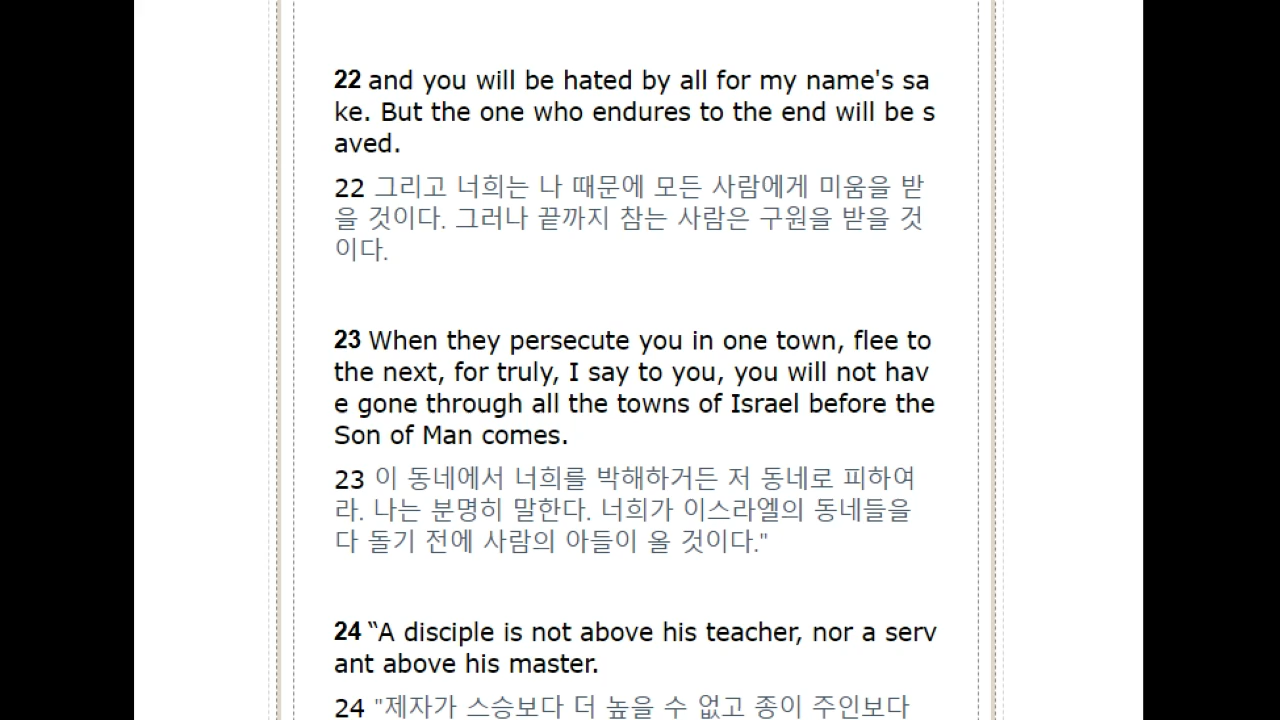 22 and you will be hated by all for my name's sa
ke. But the one who endures to the end will be s
aved.
22 그리고 너희는 나 때문에 모든 사람에게 미움을 받
을 것이다. 그러나 끝까지 참는 사람은 구원을 받을 것
이다.
23 When they persecute you in one town, flee to
the next, for truly, I say to you, you will not hav
e gone through all the towns of Israel before the
Son of Man comes.
23 이 동네에서 너희를 박해하거든 저 동네로 피하여
라. 나는 분명히 말한다. 너희가 이스라엘의 동네들을
다 돌기 전에 사람의 아들이 올 것이다."
24 “A disciple is not above his teacher, nor a serv
ant above his master.
24 "제자가 스승보다 더 높을 수 없고 종이 주인보다